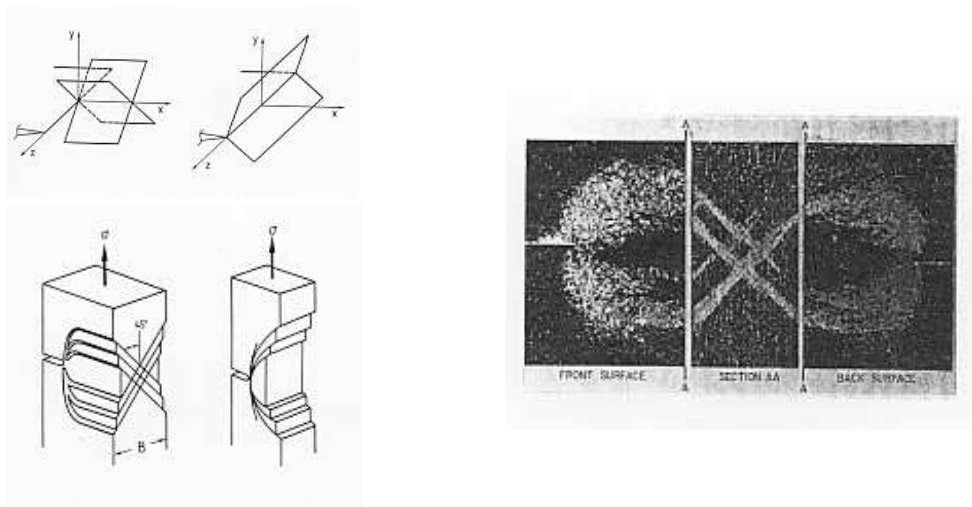 y
x
z
y
x
z
σ
σ
45°
B
A A
FRONT SURFACE SECTION AA BACK SURFACE
A A